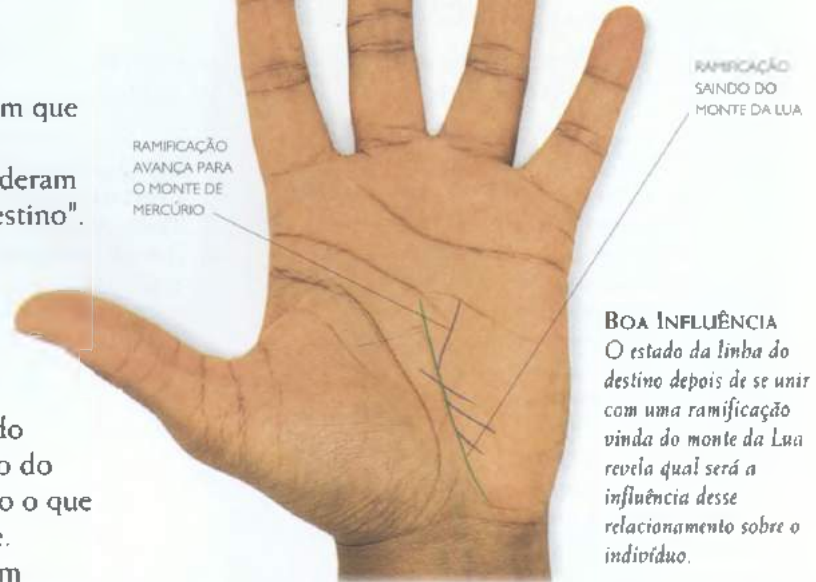 m que
deram
estino".
do
o do
o o que
e.
m
RAMIFICAÇÃO
AVANÇA PARA
O MONTE DE
MERCÚRIO
RAMIFICAÇÃO
SAINDO DO
MONTE DA LUA
BOA INFLUÊNCIA
O estado da linha do
destino depois de se unir
com uma ramificação
vinda do monte da Lua
revela qual será a
influência desse
relacionamento sobre o
indivíduo.